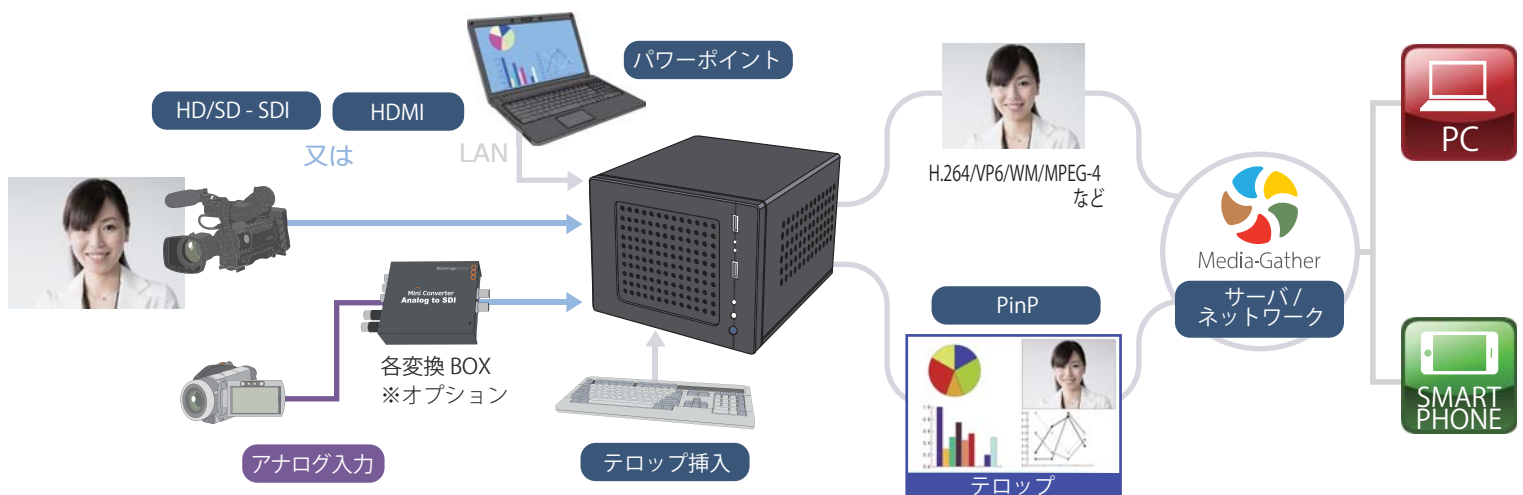 パワーポイント
HD/SD - SDI
HDMI
又は
LAN
Mini Converter
Analog to SDI
各変換 BOX
※オプション
アナログ入力
テロップ挿入
H.264/VP6/WM/MPEG-4
など
PinP
テロップ
Media-Gather
サーバ /
ネットワーク
PC
SMART
PHONE